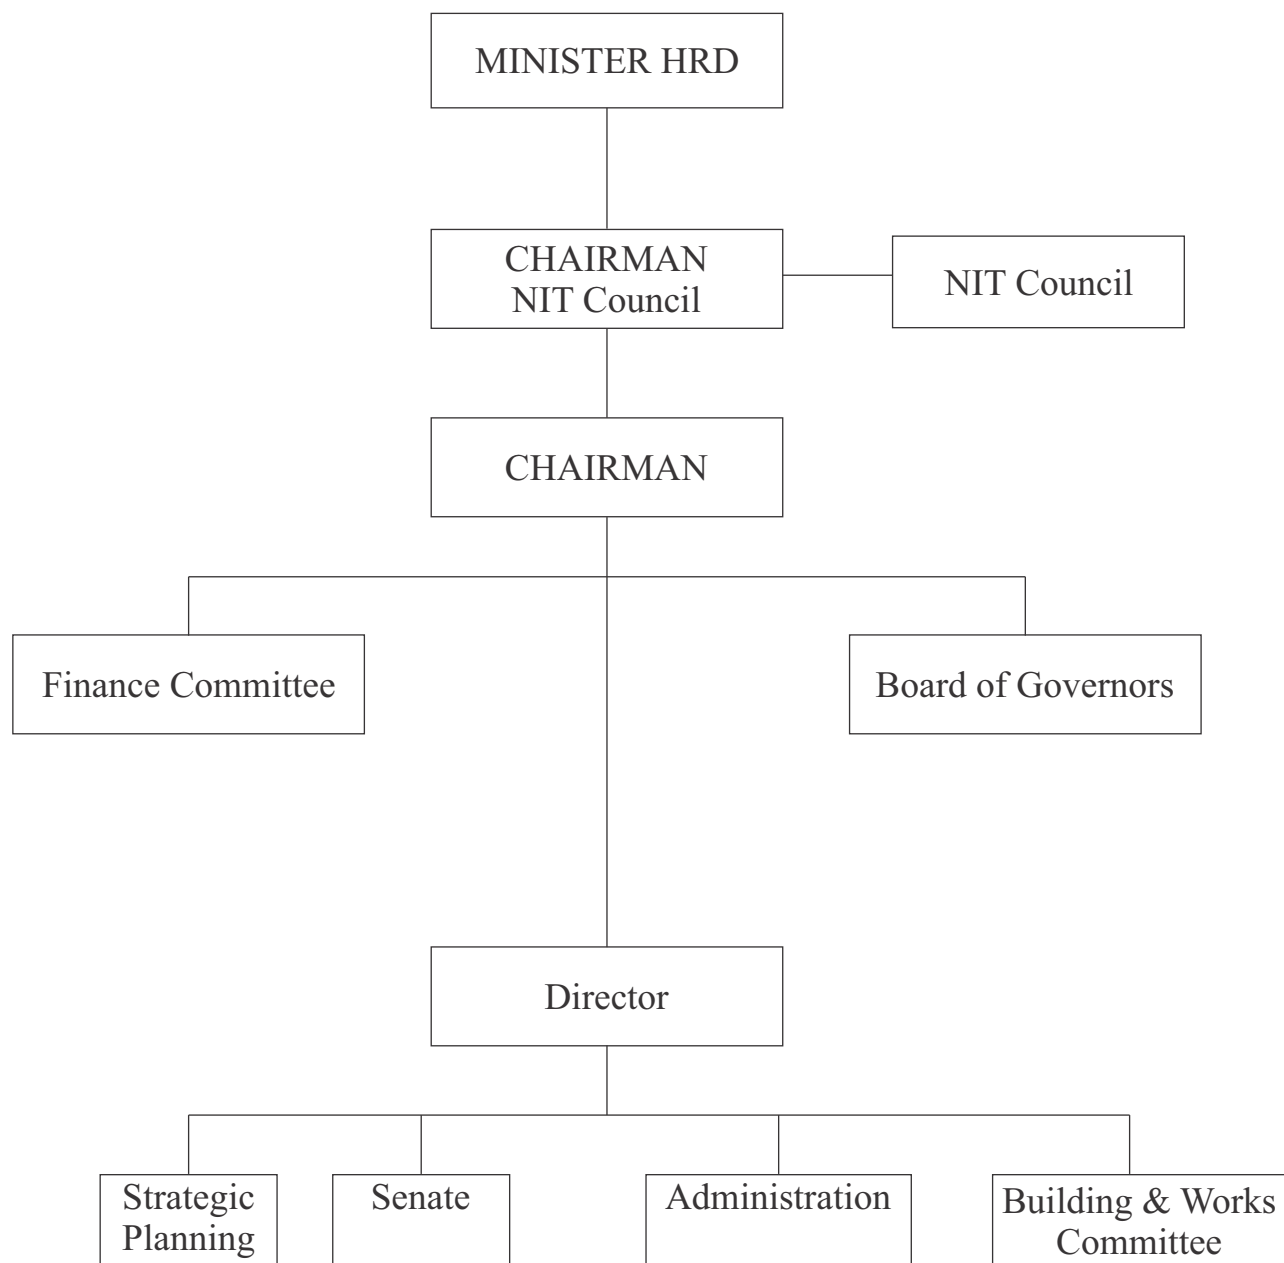 MINISTER HRD
CHAIRMAN
NIT Council
NIT Council
CHAIRMAN
Finance Committee
Board of Governors
Director
Strategic
Planning
Senate
Administration
Building & Works
Committee